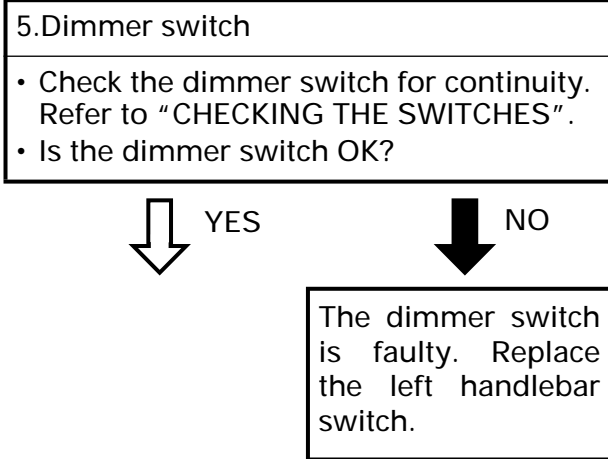 5.Dimmer switch
• Check the dimmer switch for continuity.
Refer to “CHECKING THE SWITCHES”.
• Is the dimmer switch OK?
YES
NO
The dimmer switch
is faulty. Replace
the left handlebar
switch.